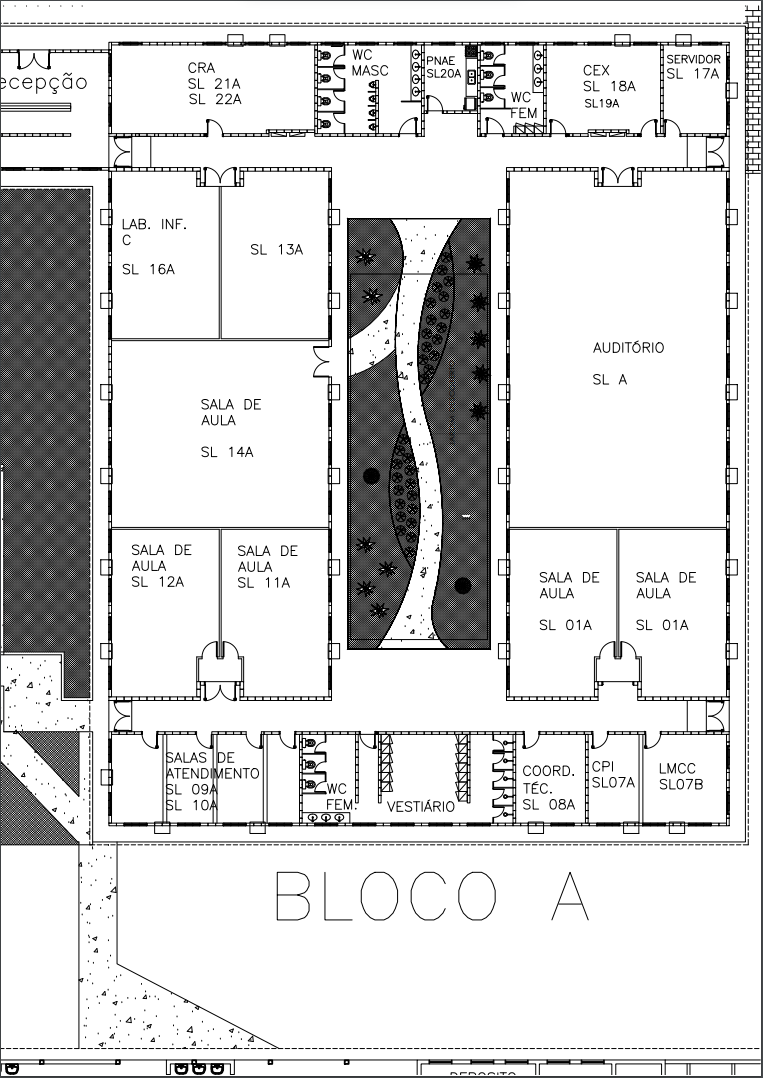 ecepção
CRA
SL 21A
SL 22A
WC
MASC
PNAE
SL20A
WC
FEM
CEX
SL 18A
SL19A
SERVIDOR
SL 17A
LAB. INF.
C
SL 16A
SL 13A
AUDITÓRIO
SL A
SALA DE
AULA
SL 14A
SALA DE
AULA
SL 12A
SALA DE
AULA
SL 11A
SALA DE
AULA
SL 01A
SALA DE
AULA
SL 01A
SALAS DE
ATENDIMENTO
SL 09A
SL 10A
WC
FEM.
VESTIÁRIO
COORD.
TÉC.
SL 08A
CPI
SL07A
LMCC
SL07B
BLOCO A
DEPOSITO